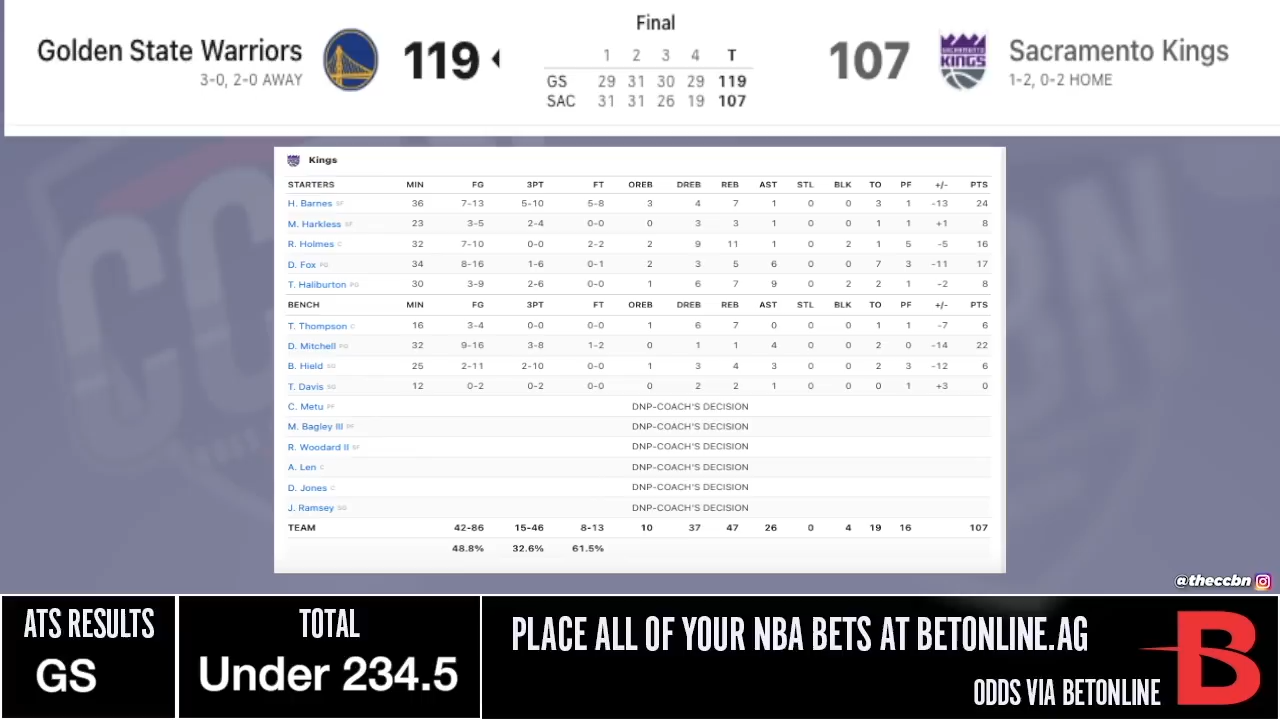 Final
Golden State Warriors 119 107 Sacramento Kings
3-0, 2-0 AWAY 1-2, 0-2 HOME
1 2 3 4 T
GS 29 31 30 29 119
SAC 31 31 26 19 107
SACRAMENTO KINGS
Kings
STARTERS MIN FG 3PT FT OREB DREB REB AST STL BLK TO PF +/- PTS
H. Barnes SF 36 7-13 5-10 5-8 3 4 7 1 0 0 3 1 -13 24
M. Harkless SF 23 3-5 2-4 0-0 0 3 3 1 0 0 1 1 +1 8
R. Holmes C 32 7-10 0-0 2-2 2 9 11 1 0 2 1 5 -5 16
D. Fox PG 34 8-16 1-6 0-1 2 3 5 6 0 0 7 3 -11 17
T. Haliburton PG 30 3-9 2-6 0-0 1 6 7 9 0 2 2 1 -2 8
BENCH MIN FG 3PT FT OREB DREB REB AST STL BLK TO PF +/- PTS
T. Thompson C 16 3-4 0-0 0-0 1 6 7 0 0 0 1 1 -7 6
D. Mitchell PG 32 9-16 3-8 1-2 0 1 1 4 0 0 2 0 -14 22
B. Hield SG 25 2-11 2-10 0-0 1 3 4 3 0 0 2 3 -12 6
T. Davis SG 12 0-2 0-2 0-0 0 2 2 1 0 0 0 1 +3 0
C. Metu PF DNP-COACH'S DECISION
M. Bagley III PF DNP-COACH'S DECISION
R. Woodard II SF DNP-COACH'S DECISION
A. Len C DNP-COACH'S DECISION
D. Jones C DNP-COACH'S DECISION
J. Ramsey SG DNP-COACH'S DECISION
TEAM 42-86 15-46 8-13 10 37 47 26 0 4 19 16 107
48.8% 32.6% 61.5%
@theccbn
ATS RESULTS
GS
TOTAL
Under 234.5
PLACE ALL OF YOUR NBA BETS AT BETONLINE.AG
ODDS VIA BETONLINE
B